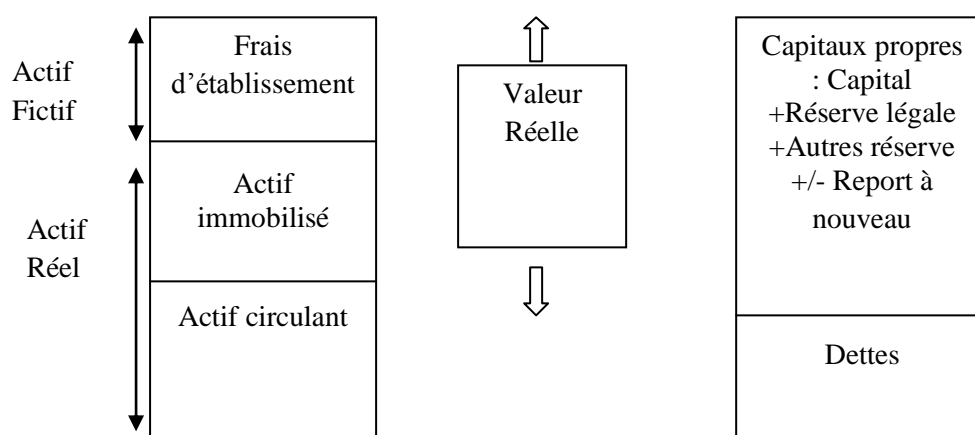 Actif
Fictif
Frais
d’établissement
Actif
Réel
Actif
immobilisé
Actif circulant
Valeur
Réelle
Capitaux propres
: Capital
+Réserve légale
+Autres réserve
+/- Report à
nouveau
Dettes